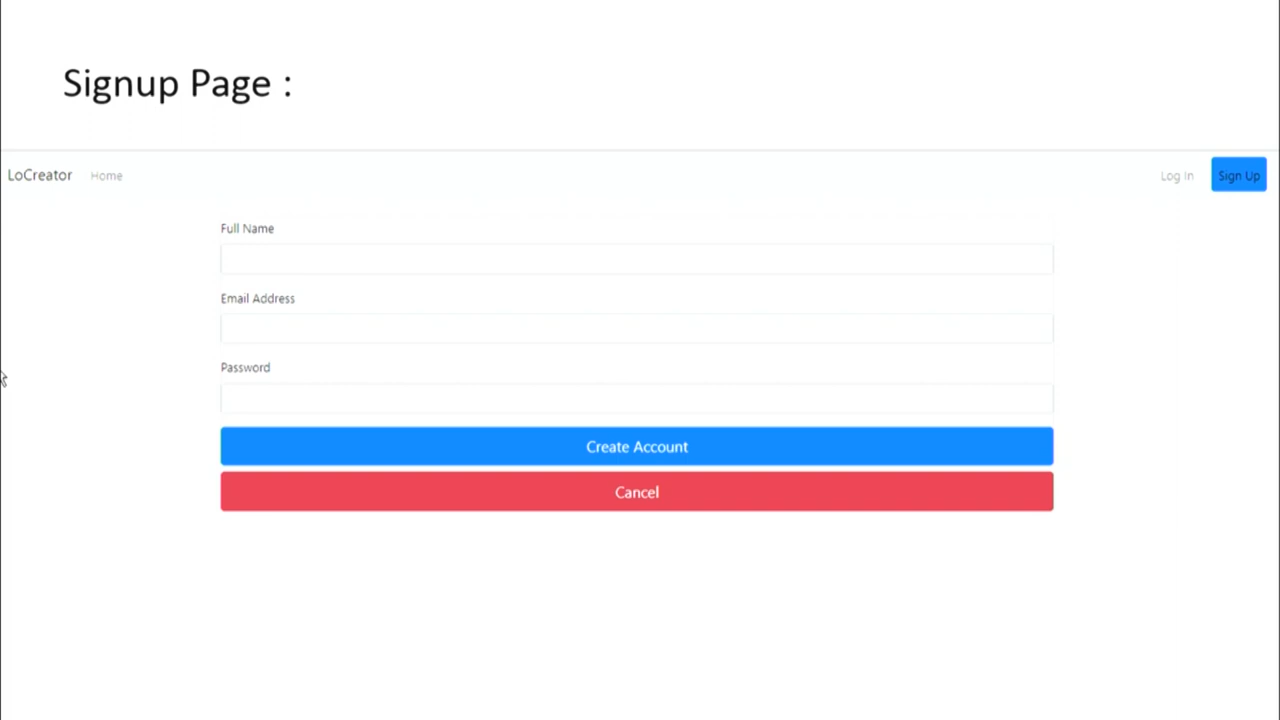 Signup Page :
LoCreator Home Log In Sign Up
Full Name
Email Address
Password
Create Account
Cancel